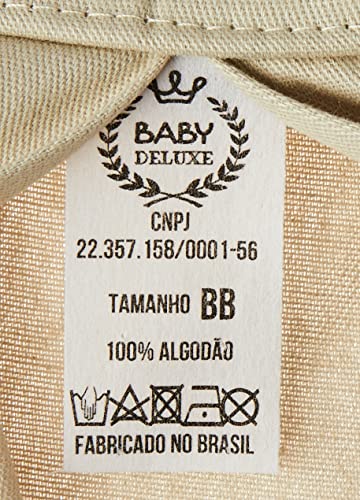 BABY
DELUXE
CNPJ
22.357.158/0001-56
TAMANHO BB
100% ALGODÃO
FABRICADO NO BRASIL